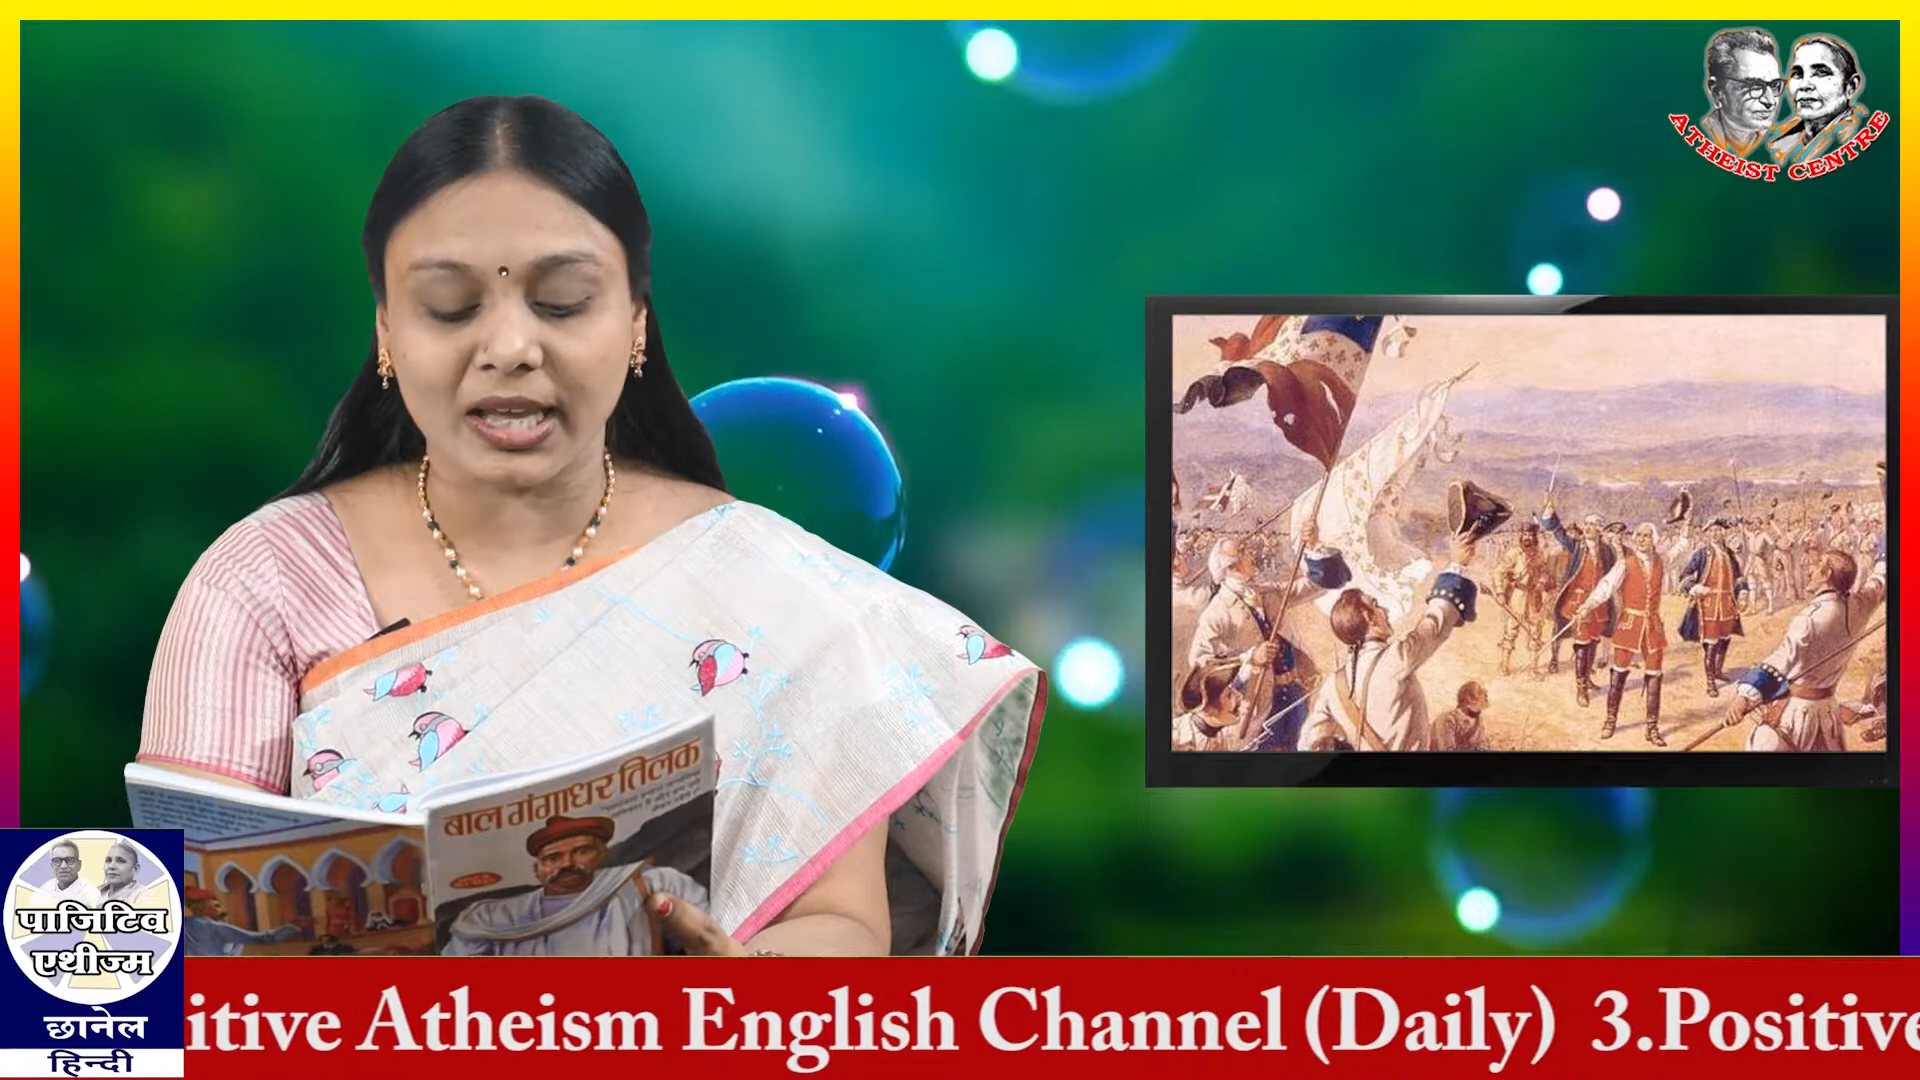 ATHEIST CENTRE
बाल गंगाधर तिलक
पाजिटिव
एथीज्म
छानेल
हिन्दी
itive Atheism English Channel (Daily) 3.Positive